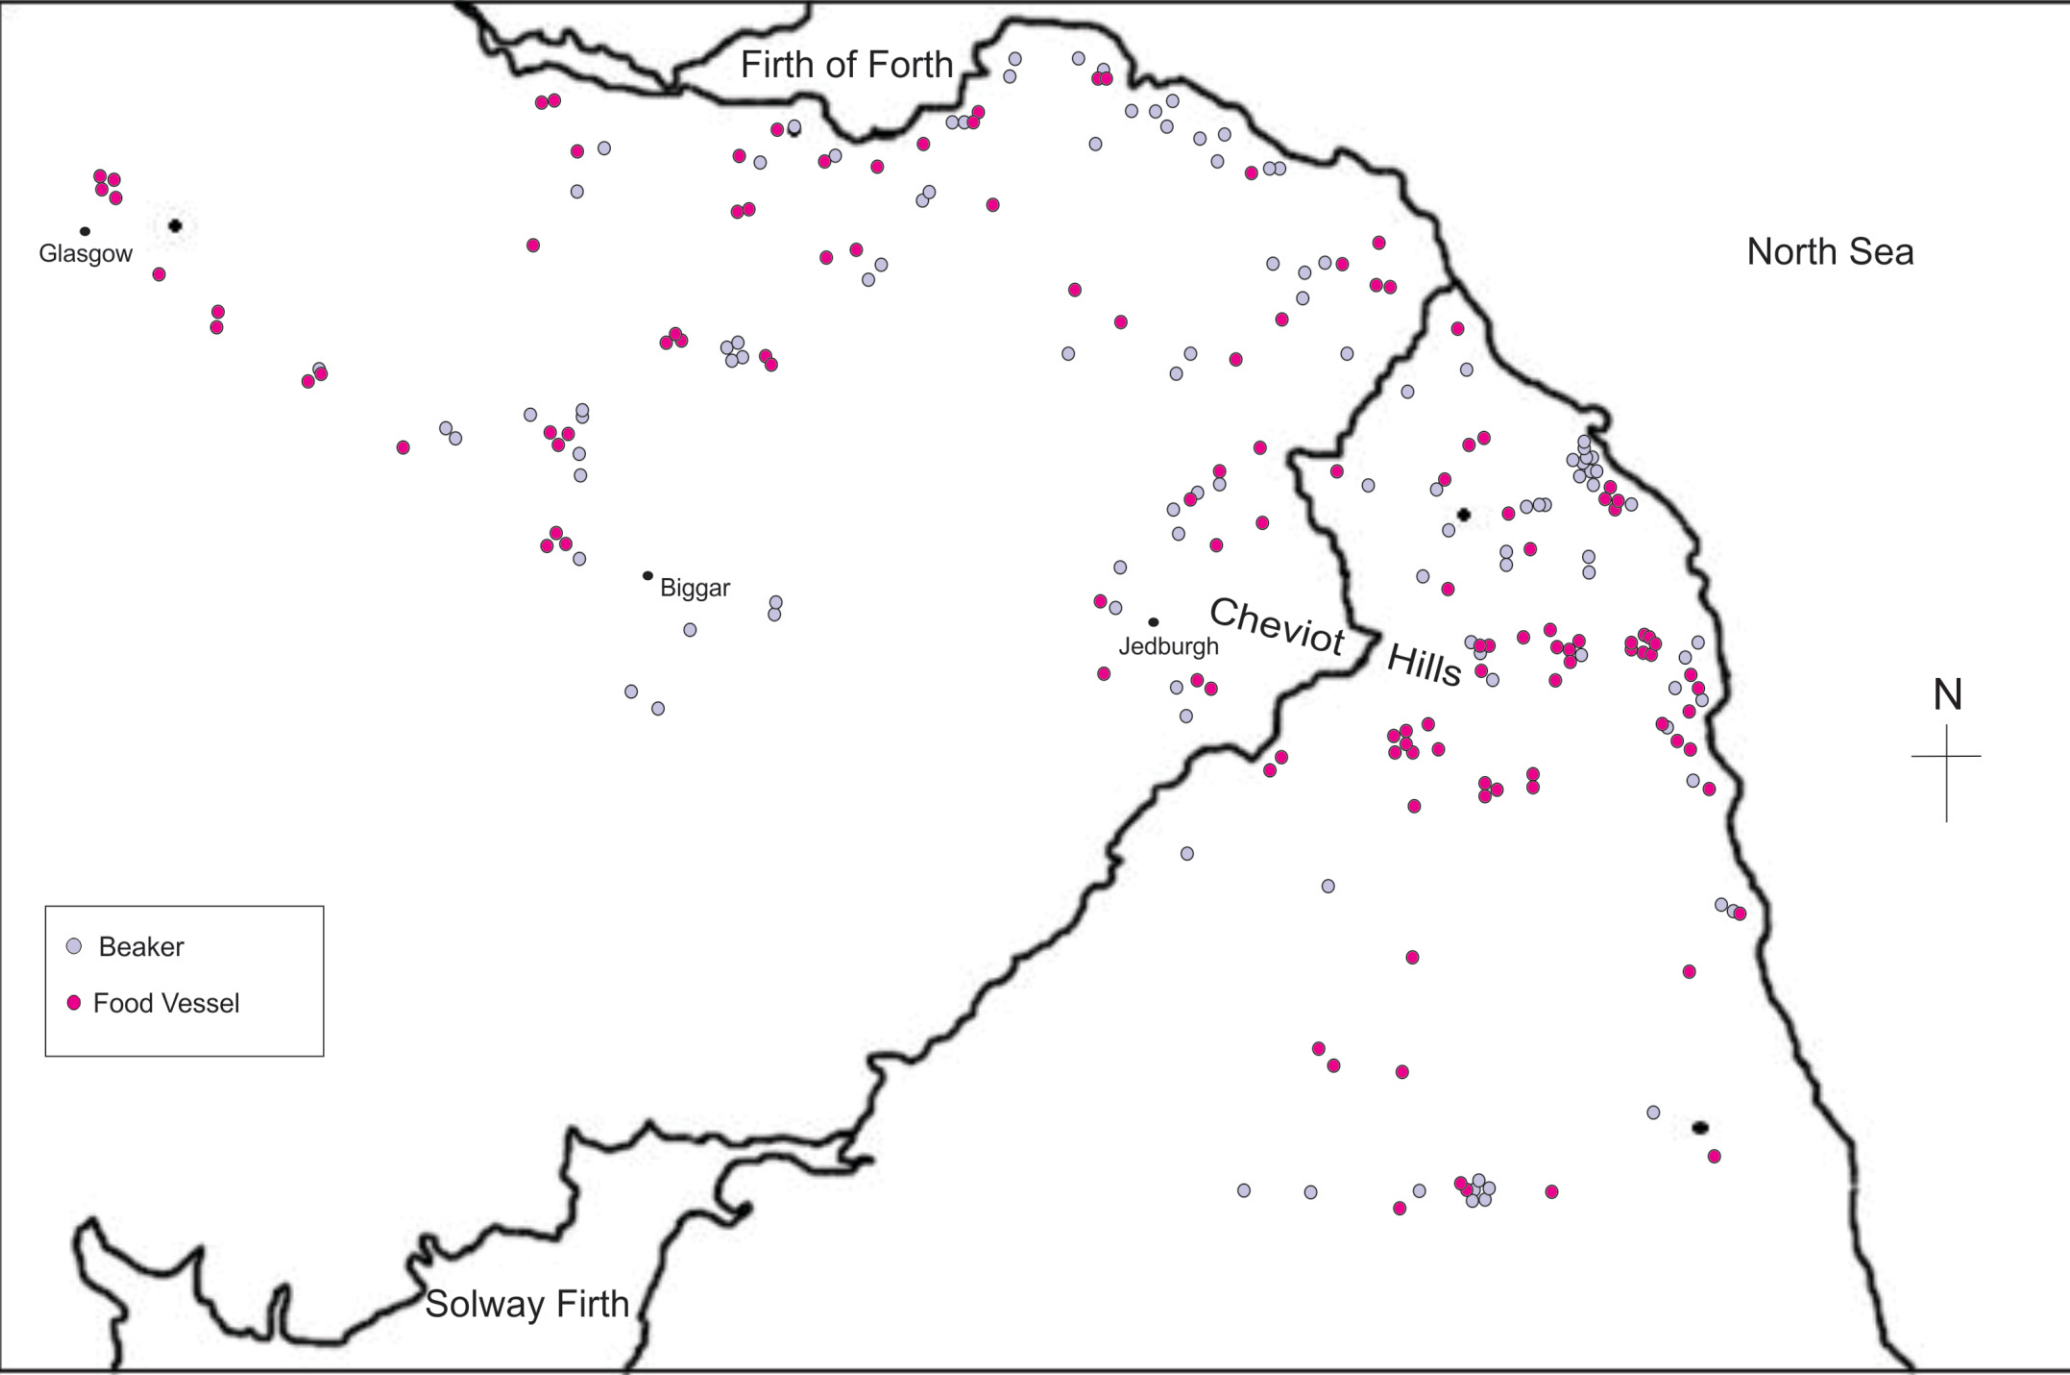 Firth of Forth
North Sea
Glasgow
Biggar
Cheviot
Hills
Jedburgh
N
Beaker
Food Vessel
Solway Firth